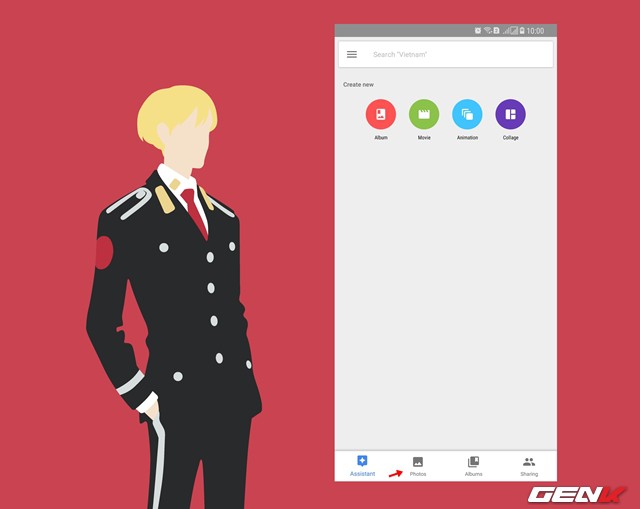 10:00
Search "Vietnam"
Create new
Album Movie Animation Collage
Assistant Photos Albums Sharing
GENK